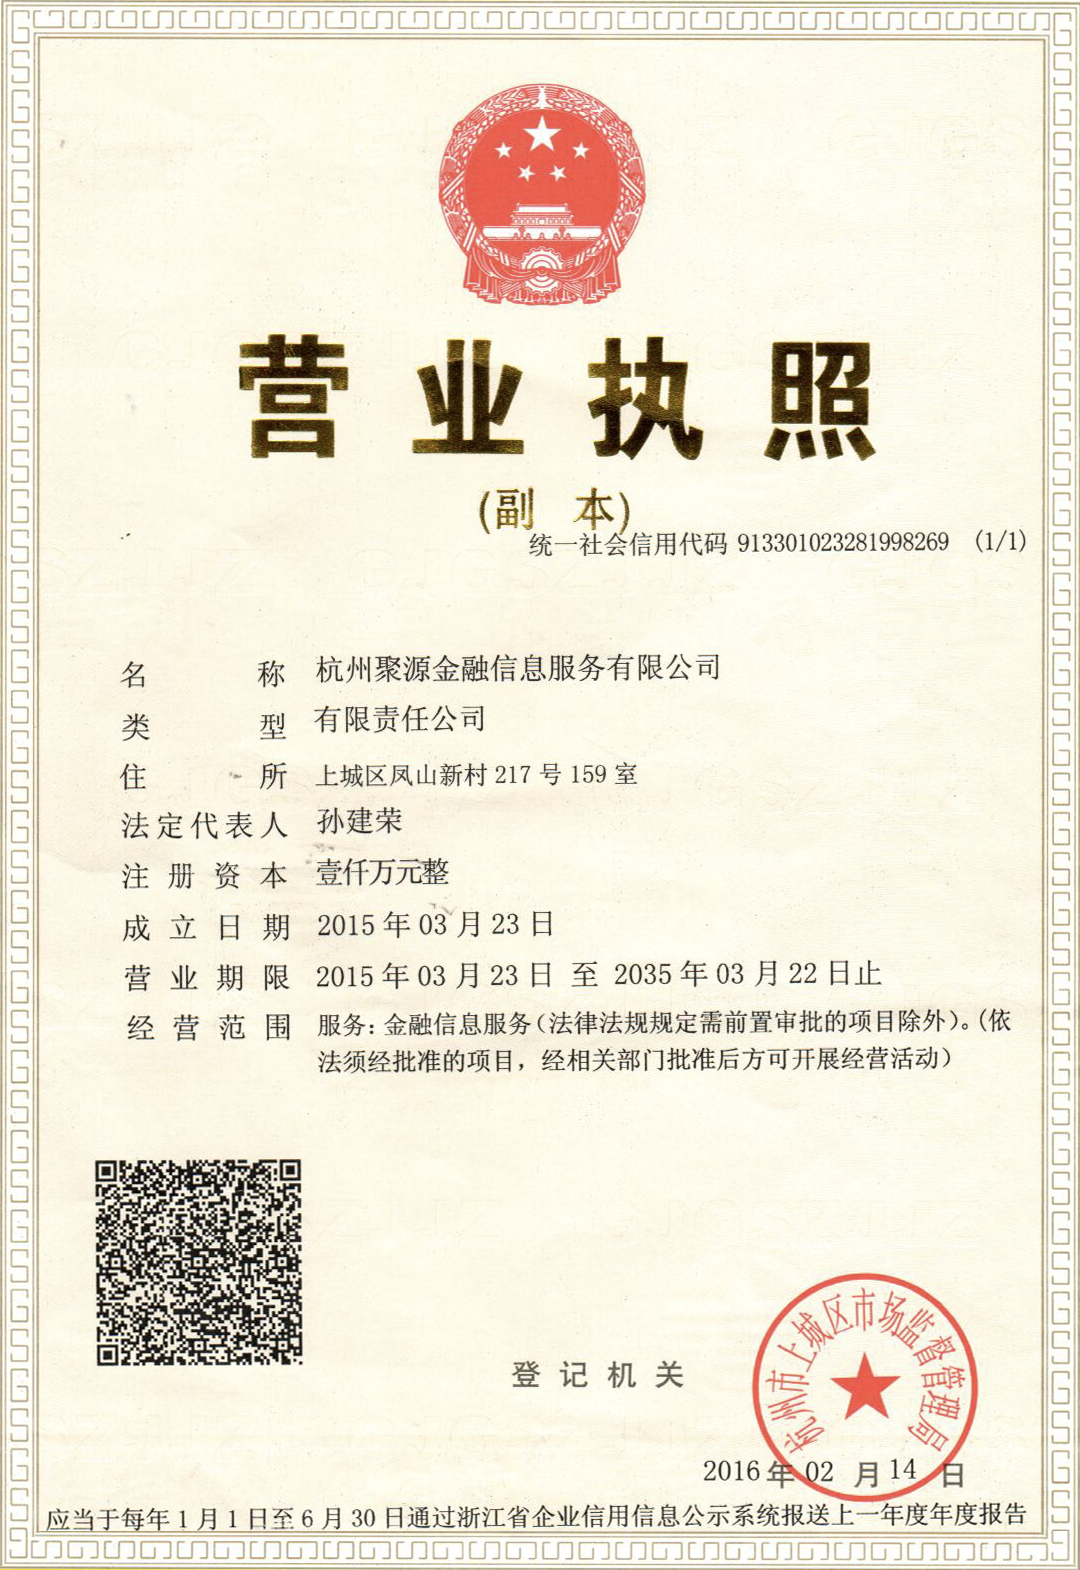 营业执照
(副 本)
统一社会信用代码 913301023281998269 (1/1)
名 称 杭州聚源金融信息服务有限公司
类 型 有限责任公司
住 所 上城区凤山新村 217 号 159 室
法定代表人 孙建荣
注册资本 壹仟万元整
成立日期 2015 年 03 月 23 日
营业期限 2015 年 03 月 23 日 至 2035 年 03 月 22 日止
经营范围 服务：金融信息服务（法律法规规定需前置审批的项目除外）。（依
法须经批准的项目，经相关部门批准后方可开展经营活动）
登记机关
杭州市上城区市场监督管理局
2016 年 02 月 14 日
应当于每年 1 月 1 日至 6 月 30 日通过浙江省企业信用信息公示系统报送上一年度年度报告